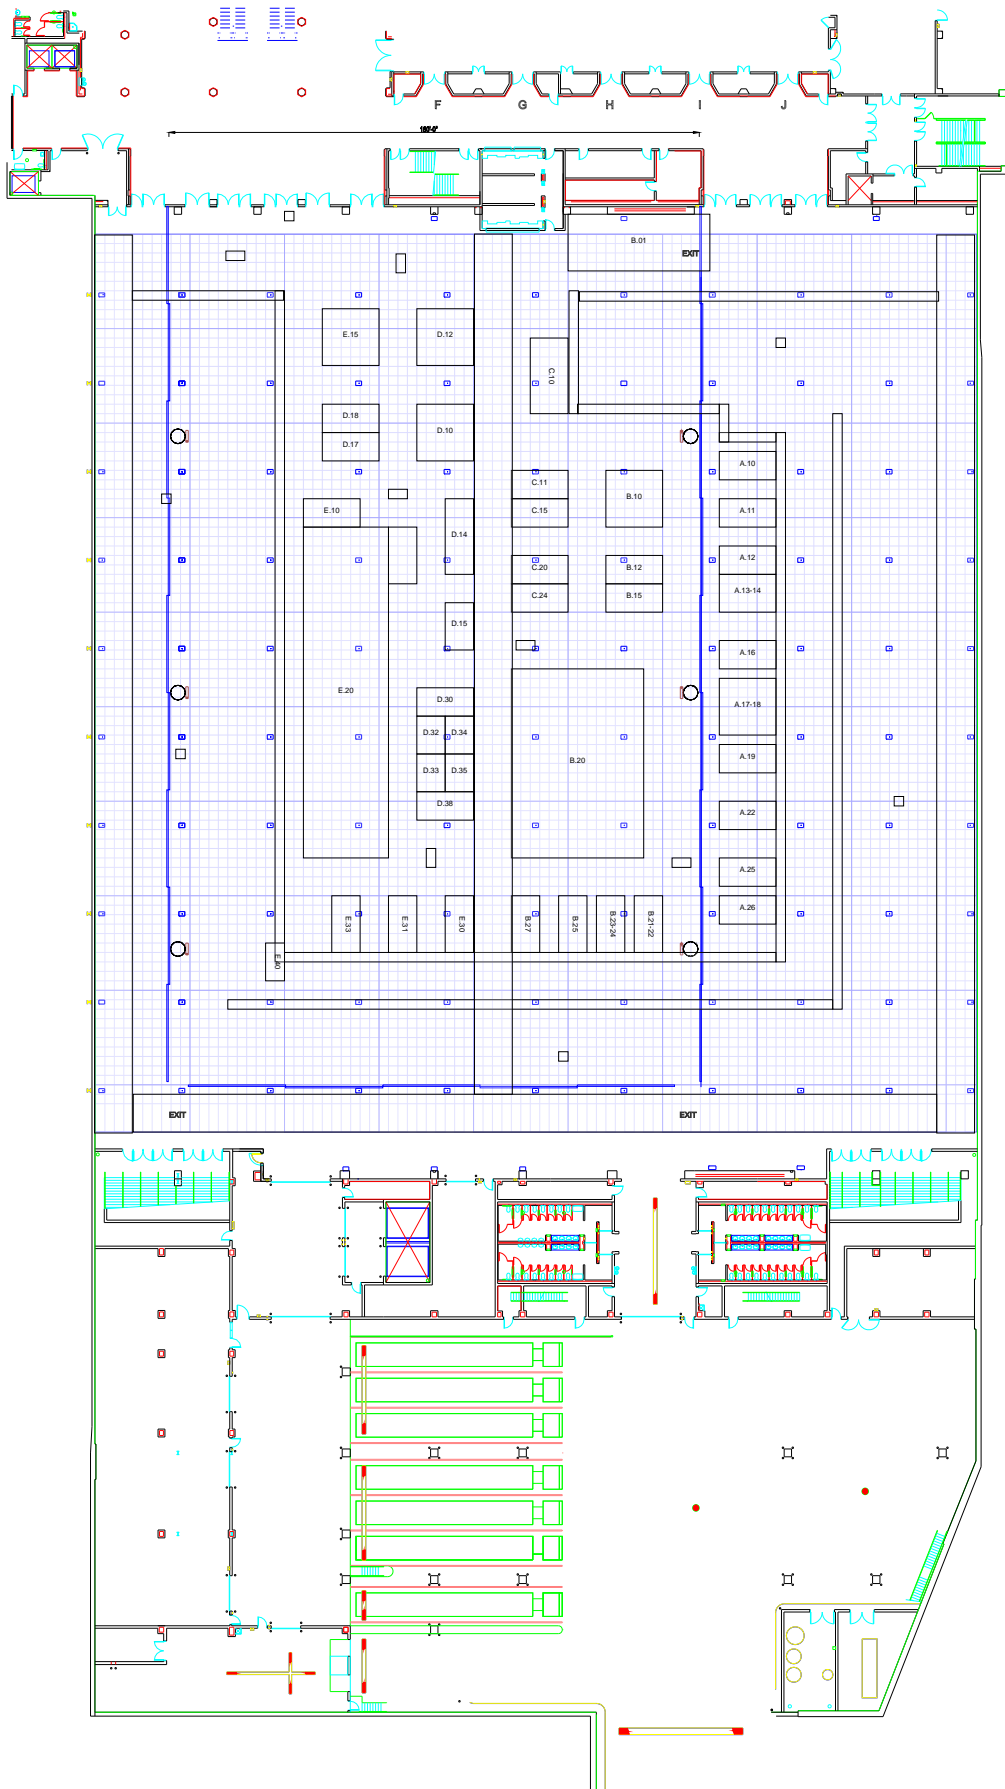 F G H I J
180'-0"
B.01
EXIT
E.15 D.12
C.10
D.18 D.10
D.17
A.10
C.11
B.10
E.10 C.15 A.11
D.14
A.12
C.20 B.12
A.13-14
C.24 B.15
D.15
A.16
E.20
D.30
A.17-18
D.32 D.34
A.19
B.20
D.33 D.35
D.38
A.22
A.25
A.26
E.33 E.31 E.30 B.27 B.25 B.23-24 B.21-22
E.40
EXIT EXIT